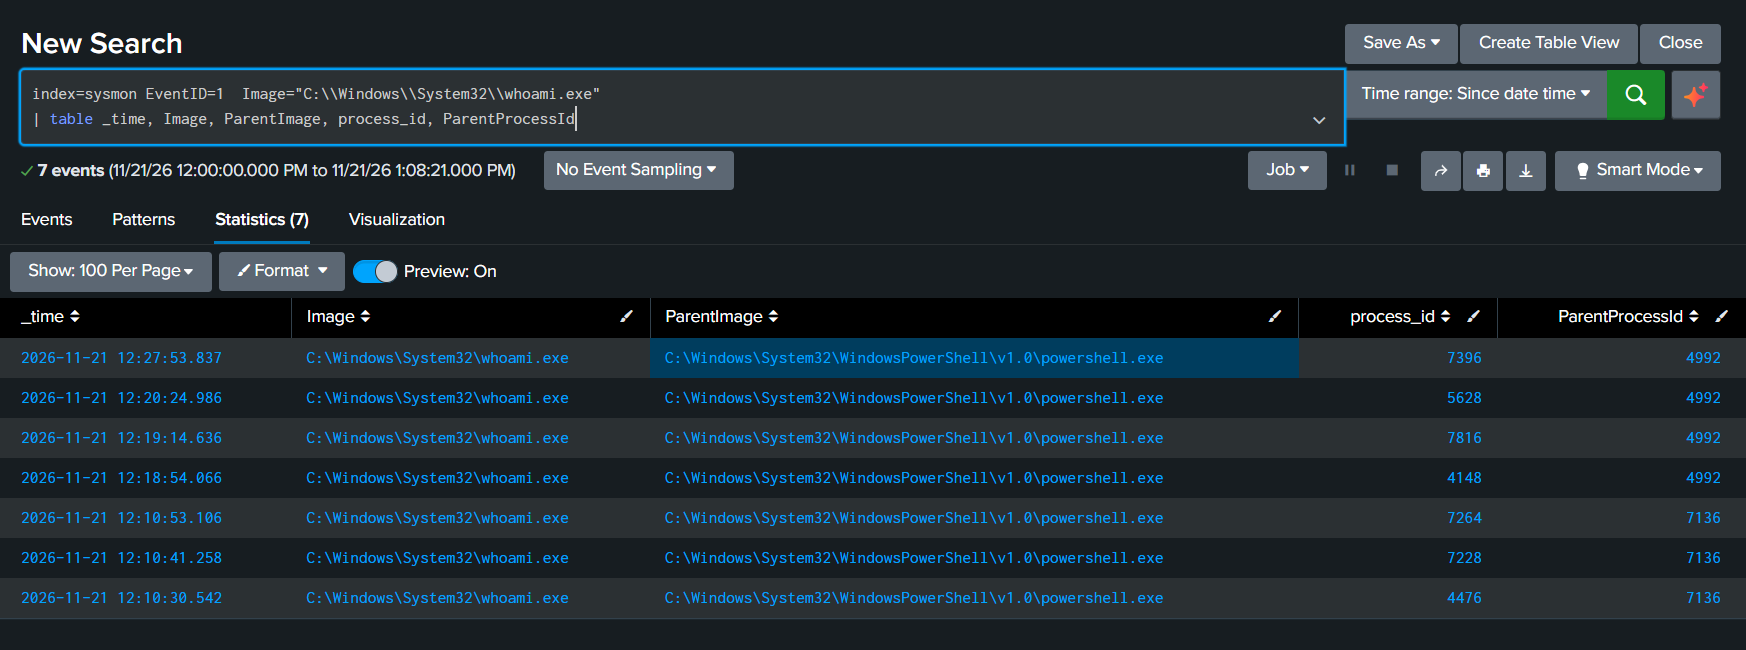 New Search
Save As
Create Table View
Close
index=sysmon EventID=1  Image="C:\\Windows\\System32\\whoami.exe"
| table _time, Image, ParentImage, process_id, ParentProcessId
Time range: Since date time
7 events (11/21/26 12:00:00.000 PM to 11/21/26 1:08:21.000 PM)
No Event Sampling
Job
Smart Mode
Events
Patterns
Statistics (7)
Visualization
Show: 100 Per Page
Format
Preview: On
_time Image ParentImage process_id ParentProcessId
2026-11-21 12:27:53.837 C:\Windows\System32\whoami.exe C:\Windows\System32\WindowsPowerShell\v1.0\powershell.exe 7396 4992
2026-11-21 12:20:24.986 C:\Windows\System32\whoami.exe C:\Windows\System32\WindowsPowerShell\v1.0\powershell.exe 5628 4992
2026-11-21 12:19:14.636 C:\Windows\System32\whoami.exe C:\Windows\System32\WindowsPowerShell\v1.0\powershell.exe 7816 4992
2026-11-21 12:18:54.066 C:\Windows\System32\whoami.exe C:\Windows\System32\WindowsPowerShell\v1.0\powershell.exe 4148 4992
2026-11-21 12:10:53.106 C:\Windows\System32\whoami.exe C:\Windows\System32\WindowsPowerShell\v1.0\powershell.exe 7264 7136
2026-11-21 12:10:41.258 C:\Windows\System32\whoami.exe C:\Windows\System32\WindowsPowerShell\v1.0\powershell.exe 7228 7136
2026-11-21 12:10:30.542 C:\Windows\System32\whoami.exe C:\Windows\System32\WindowsPowerShell\v1.0\powershell.exe 4476 7136